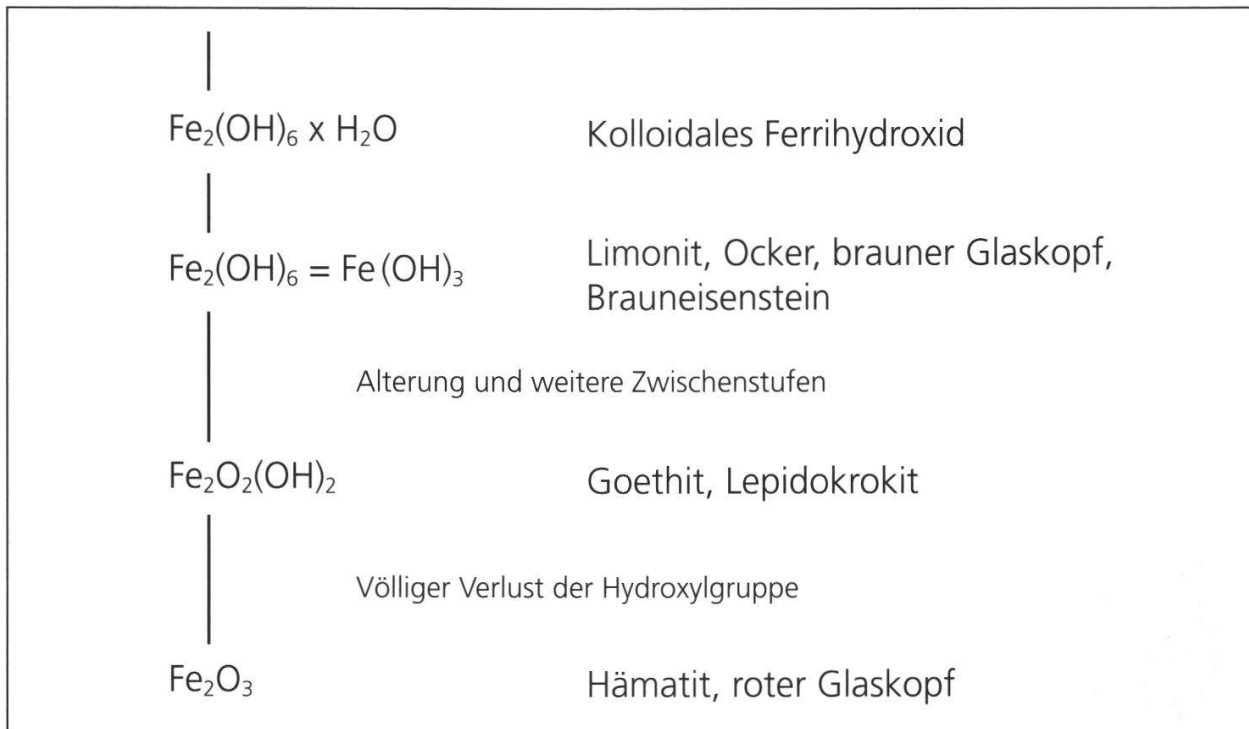 Fe₂(OH)₆ x H₂O Kolloidales Ferrihydroxid
Fe₂(OH)₆ = Fe(OH)₃ Limonit, Ocker, brauner Glaskopf,
Brauneisenstein
Alterung und weitere Zwischenstufen
Fe₂O₂(OH)₂ Goethit, Lepidokrokit
Völliger Verlust der Hydroxylgruppe
Fe₂O₃ Hämatit, roter Glaskopf